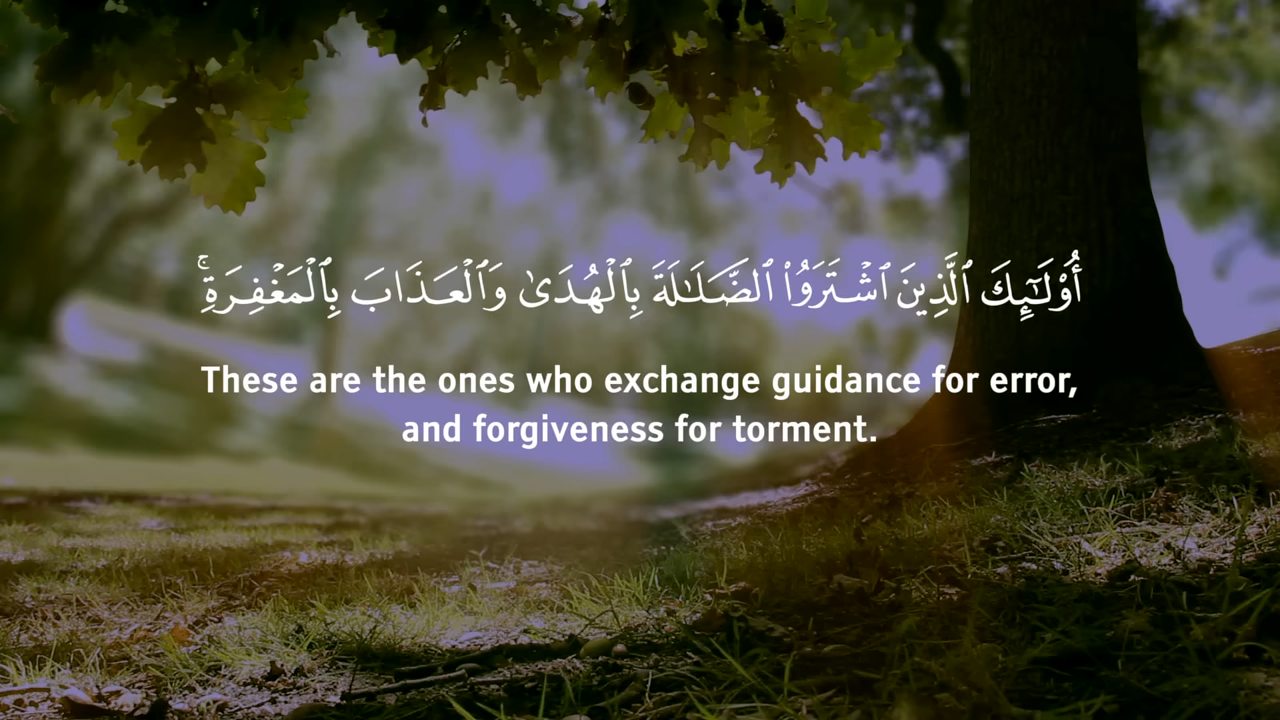 أُو۟لَـٰٓئِكَ ٱلَّذِينَ ٱشْتَرَوُا۟ ٱلضَّلَـٰلَةَ بِٱلْهُدَىٰ وَٱلْعَذَابَ بِٱلْمَغْفِرَةِ ۚ
These are the ones who exchange guidance for error,
and forgiveness for torment.